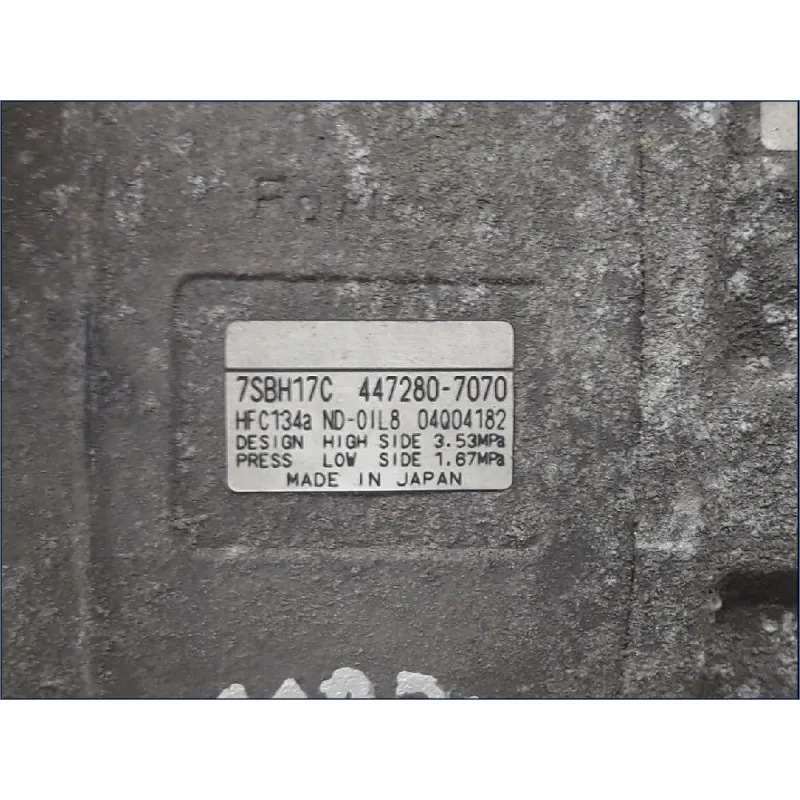 7SBH17C 447280-7070
HFC134a ND-OIL8 04Q04182
DESIGN HIGH SIDE 3.53MPa
PRESS LOW SIDE 1.67MPa
MADE IN JAPAN